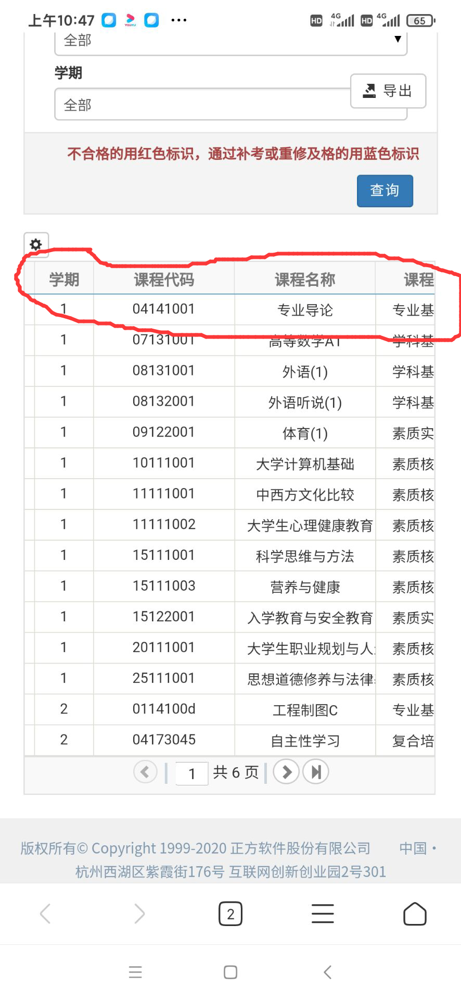 上午10:47 YOUKU ... HD 4G HD 4G 65
全部 ▼
学期
导出
全部
不合格的用红色标识，通过补考或重修及格的用蓝色标识
查询
学期 课程代码 课程名称 课程
1 04141001 专业导论 专业基
1 07131001 高等数学A1 学科基
1 08131001 外语(1) 学科基
1 08132001 外语听说(1) 学科基
1 09122001 体育(1) 素质实
1 10111001 大学计算机基础 素质核
1 11111001 中西方文化比较 素质核
1 11111002 大学生心理健康教育 素质核
1 15111001 科学思维与方法 素质核
1 15111003 营养与健康 素质核
1 15122001 入学教育与安全教育 素质实
1 20111001 大学生职业规划与人 素质核
1 25111001 思想道德修养与法律 素质核
2 0114100d 工程制图C 专业基
2 04173045 自主性学习 复合培
1 共 6 页
版权所有© Copyright 1999-2020 正方软件股份有限公司 中国·
杭州西湖区紫霞街176号 互联网创新创业园2号301
2